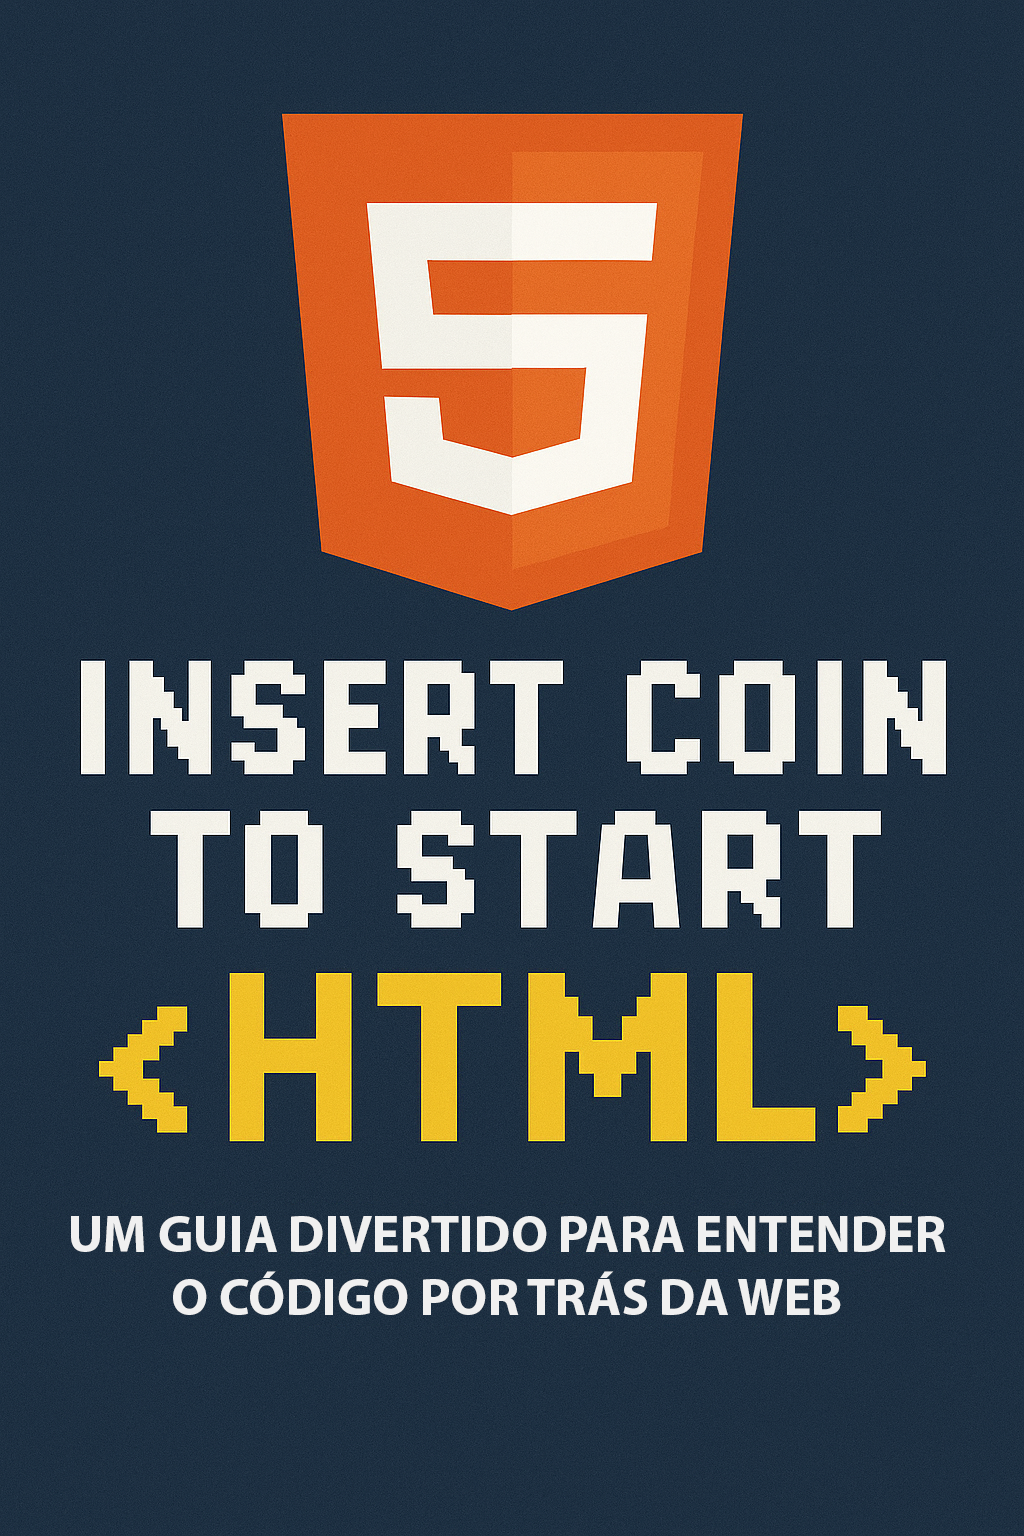 5
INSERT COIN
TO START
<HTML>
UM GUIA DIVERTIDO PARA ENTENDER
O CÓDIGO POR TRÁS DA WEB